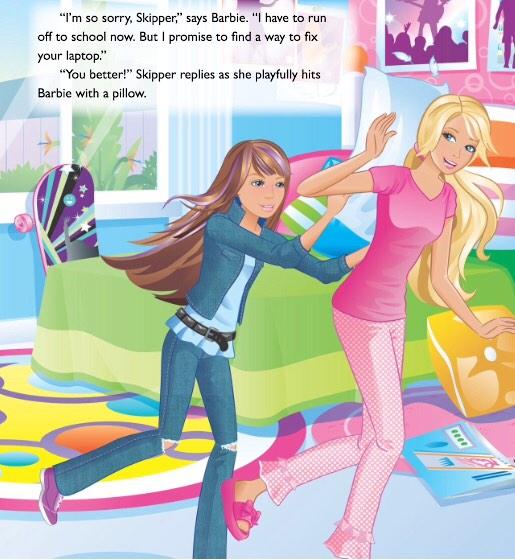 “I’m so sorry, Skipper,” says Barbie. “I have to run
off to school now. But I promise to find a way to fix
your laptop.”
“You better!” Skipper replies as she playfully hits
Barbie with a pillow.